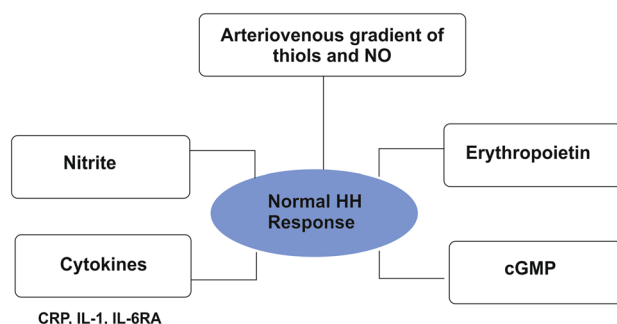 Arteriovenous gradient of
thiols and NO
Nitrite
Erythropoietin
Normal HH
Response
Cytokines
cGMP
CRP, IL-1, IL-6RA